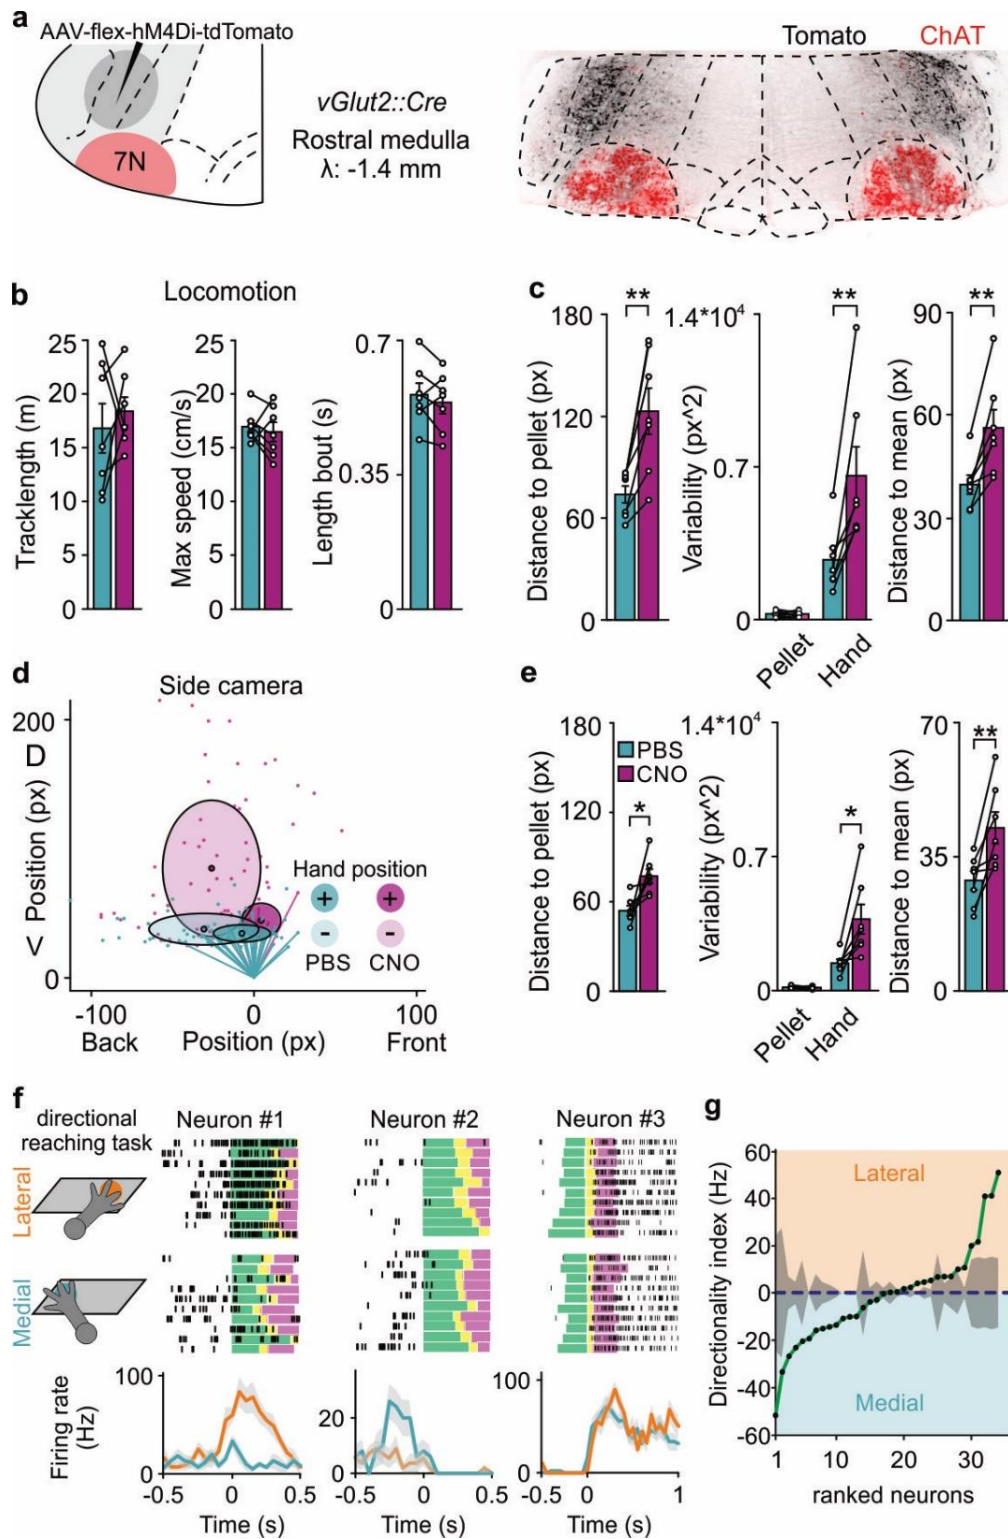 a
AAV-flex-hM4Di-tdTomato
7N
vGlut2::Cre
Rostral medulla
λ: -1.4 mm
Tomato ChAT
*
b
Locomotion
Tracklength (m)
25
20
15
10
5
0
Max speed (cm/s)
25
20
15
10
5
0
Length bout (s)
0.7
0.35
0
c
Distance to pellet (px)
180
120
60
0
**
Variability (px^2)
1.4*10^4
0.7
0
**
Pellet
Hand
Distance to mean (px)
90
60
30
0
**
d
Side camera
200
D
Position (px)
V
0
Hand position
+ +
- -
PBS CNO
-100 0 100
Back Position (px) Front
e
Distance to pellet (px)
180
120
60
0
PBS
CNO
*
Variability (px^2)
1.4*10^4
0.7
0
*
Pellet
Hand
Distance to mean (px)
70
35
0
**
f
directional
reaching task
Neuron #1 Neuron #2 Neuron #3
Lateral
Medial
Firing rate
(Hz)
100
0
20
0
100
0
-0.5 0 0.5
-0.5 0 0.5
-0.5 0 1
Time (s) Time (s) Time (s)
g
Directionality index (Hz)
60
40
20
0
-20
-40
-60
Lateral
Medial
1 10 20 30
ranked neurons